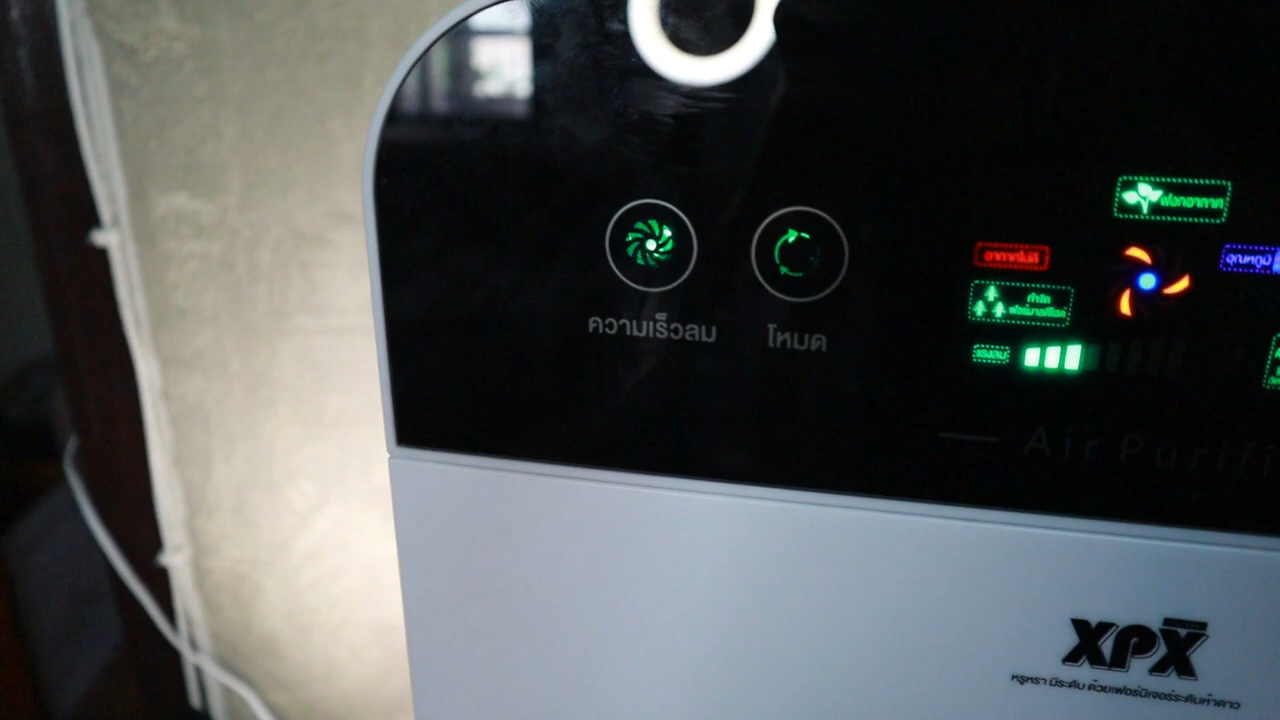 ฟอกอากาศ
อากาศไม่ดี
อุณหภูมิ
กำจัด
ฟอร์มาลดีไฮด์
แรงลม
ความเร็วลม
โหมด
Air Purifi
XPX
หรูหรา มีระดับ ด้วยเฟอร์นิเจอร์ระดับห้าดาว